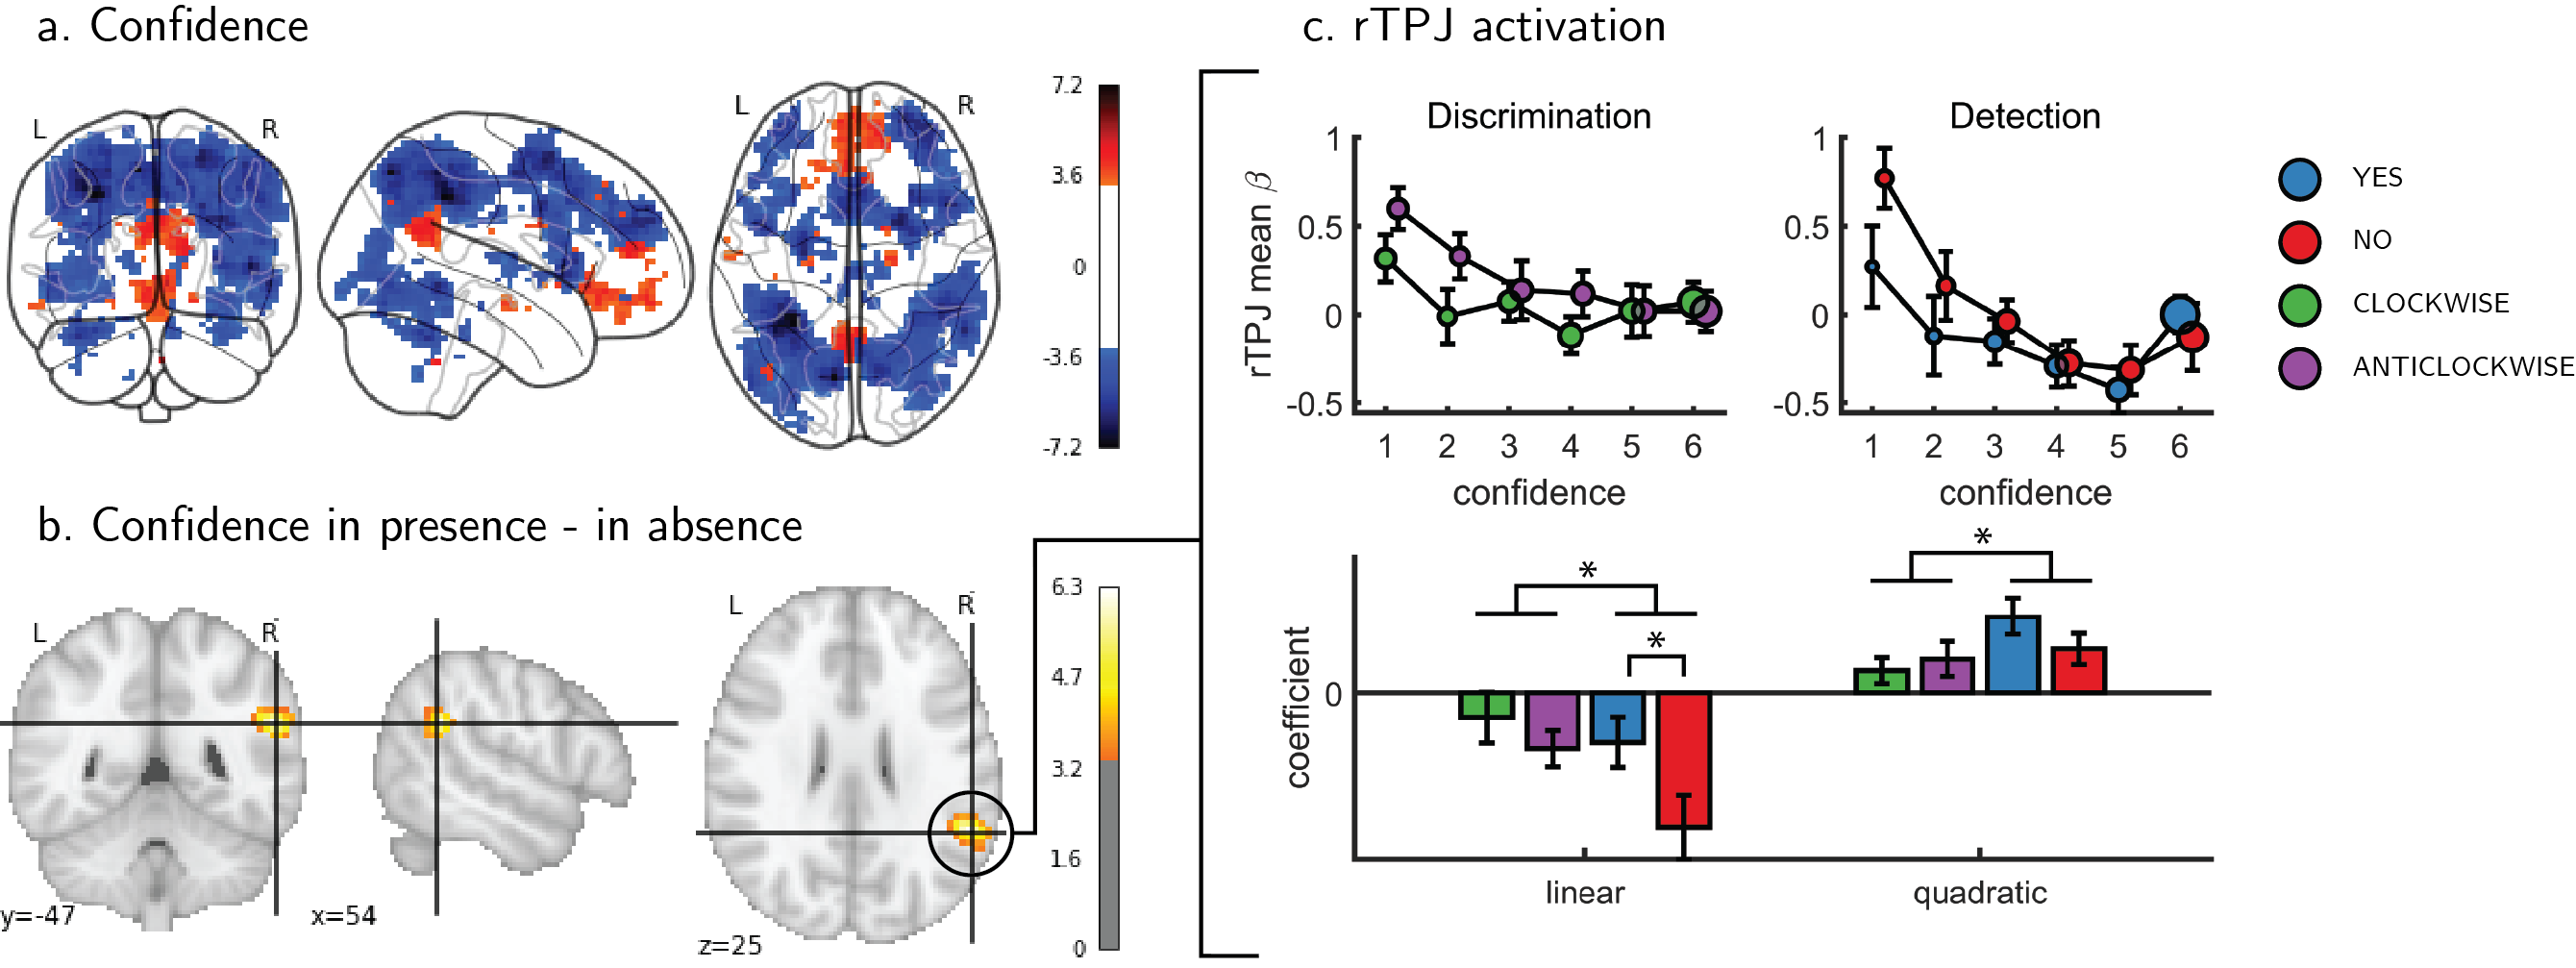 a. Confidence
L
R
L
R
7.2
3.6
0
-3.6
-7.2
b. Confidence in presence - in absence
L
R
L
R
y=-47
x=54
z=25
6.3
4.7
3.2
1.6
0
c. rTPJ activation
Discrimination
rTPJ mean β
1
0.5
0
-0.5
1 2 3 4 5 6
confidence
Detection
1
0.5
0
-0.5
1 2 3 4 5 6
confidence
YES
NO
CLOCKWISE
ANTICLOCKWISE
coefficient
0
*
*
*
linear
quadratic